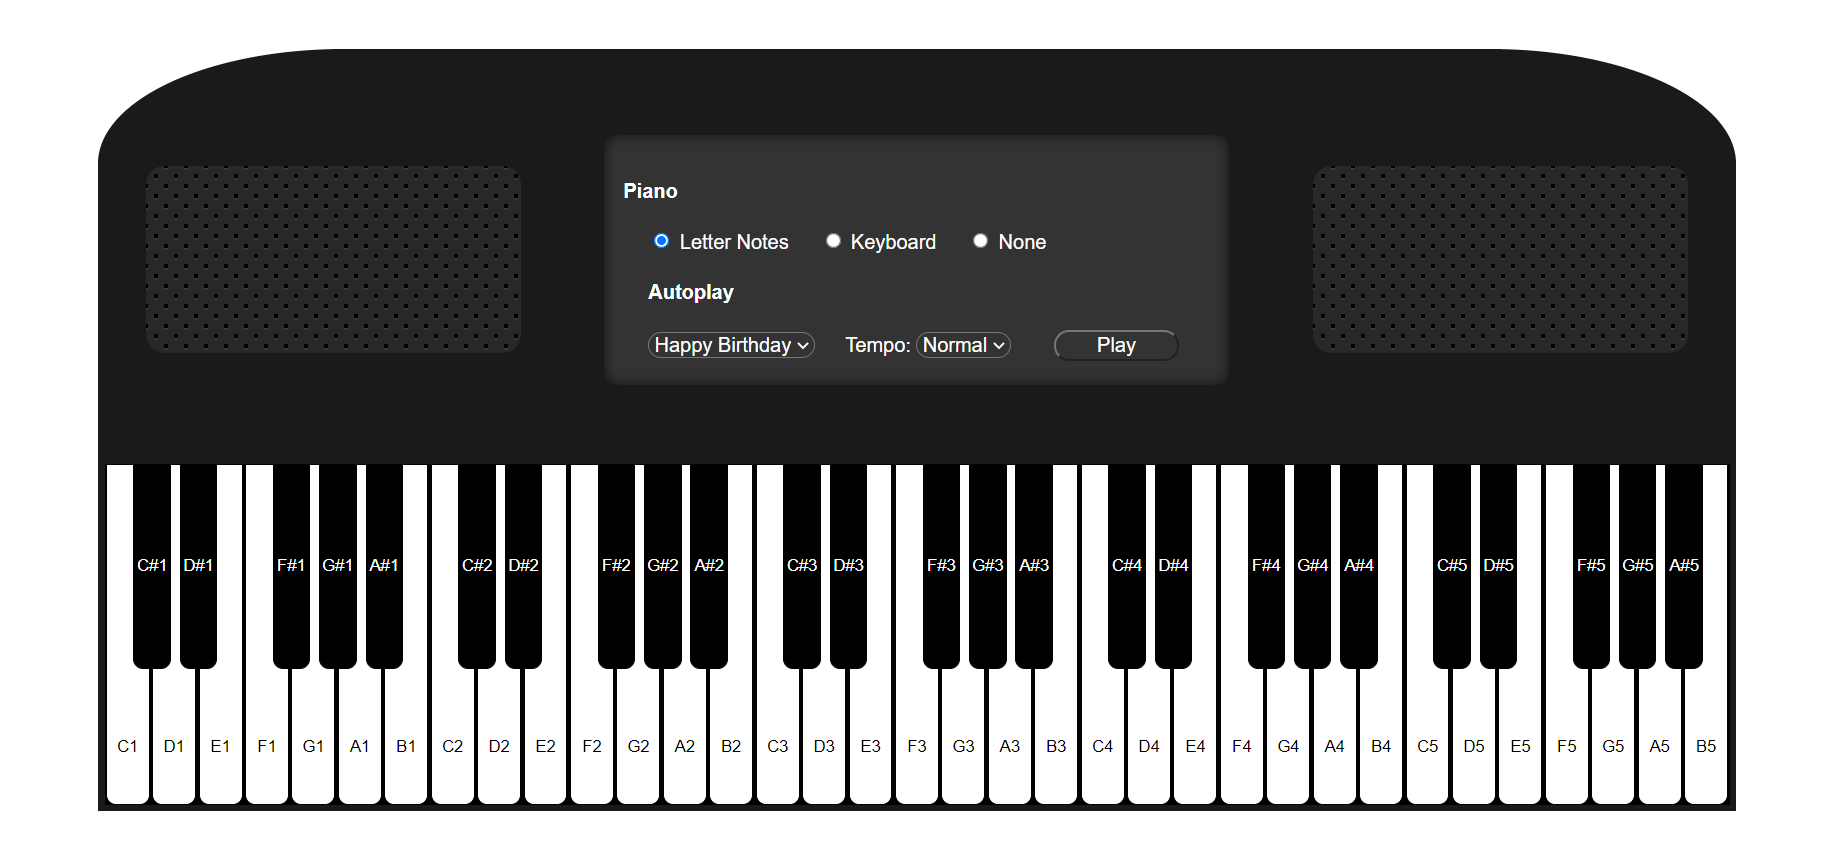 Piano
Letter Notes Keyboard None
Autoplay
Happy Birthday Tempo: Normal Play
C#1 D#1 F#1 G#1 A#1 C#2 D#2 F#2 G#2 A#2 C#3 D#3 F#3 G#3 A#3 C#4 D#4 F#4 G#4 A#4 C#5 D#5 F#5 G#5 A#5
C1 D1 E1 F1 G1 A1 B1 C2 D2 E2 F2 G2 A2 B2 C3 D3 E3 F3 G3 A3 B3 C4 D4 E4 F4 G4 A4 B4 C5 D5 E5 F5 G5 A5 B5